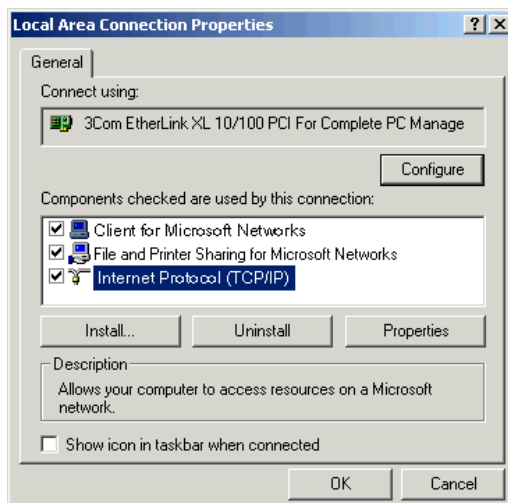 Local Area Connection Properties
General
Connect using:
3Com EtherLink XL 10/100 PCI For Complete PC Manage
Configure
Components checked are used by this connection:
Client for Microsoft Networks
File and Printer Sharing for Microsoft Networks
Internet Protocol (TCP/IP)
Install...
Uninstall
Properties
Description
Allows your computer to access resources on a Microsoft
network.
Show icon in taskbar when connected
OK
Cancel